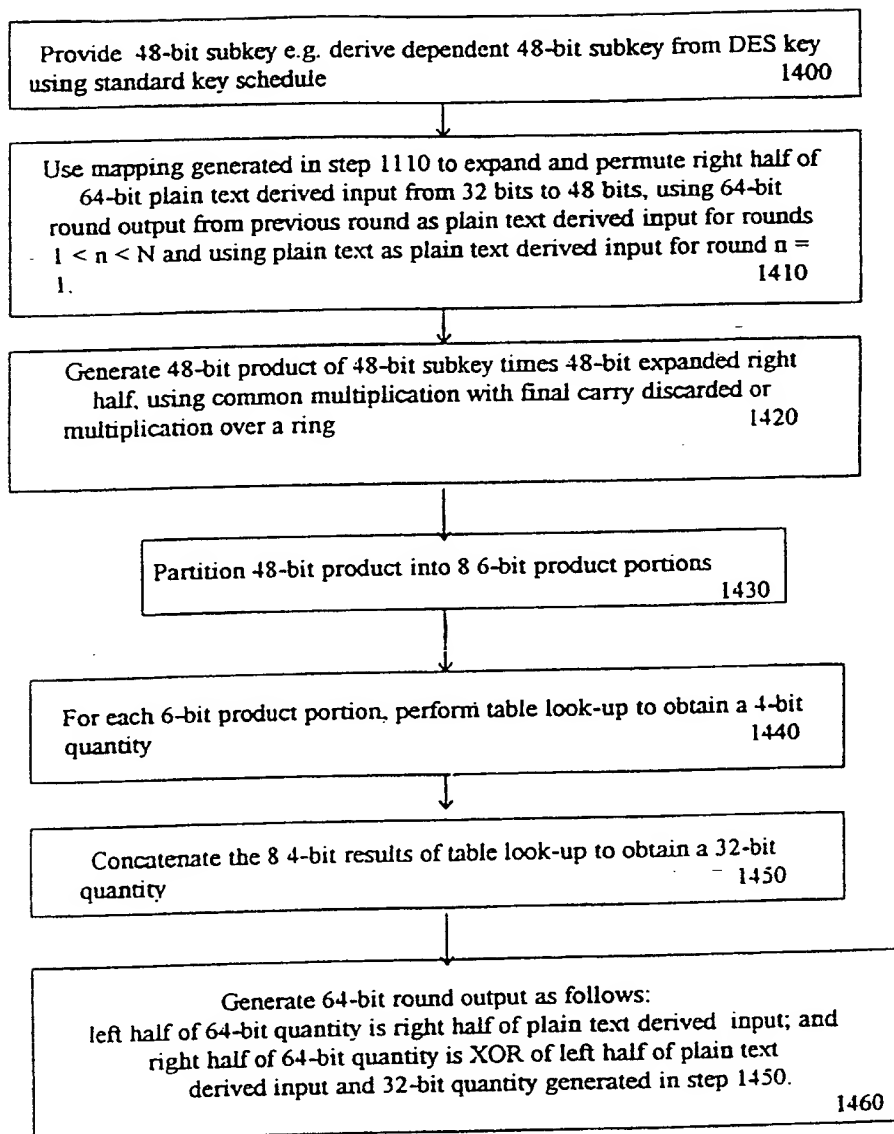 Provide 48-bit subkey e.g. derive dependent 48-bit subkey from DES key
using standard key schedule
1400
Use mapping generated in step 1110 to expand and permute right half of
64-bit plain text derived input from 32 bits to 48 bits, using 64-bit
round output from previous round as plain text derived input for rounds
1 < n < N and using plain text as plain text derived input for round n =
1.
1410
Generate 48-bit product of 48-bit subkey times 48-bit expanded right
half, using common multiplication with final carry discarded or
multiplication over a ring
1420
Partition 48-bit product into 8 6-bit product portions
1430
For each 6-bit product portion, perform table look-up to obtain a 4-bit
quantity
1440
Concatenate the 8 4-bit results of table look-up to obtain a 32-bit
quantity
1450
Generate 64-bit round output as follows:
left half of 64-bit quantity is right half of plain text derived input; and
right half of 64-bit quantity is XOR of left half of plain text
derived input and 32-bit quantity generated in step 1450.
1460